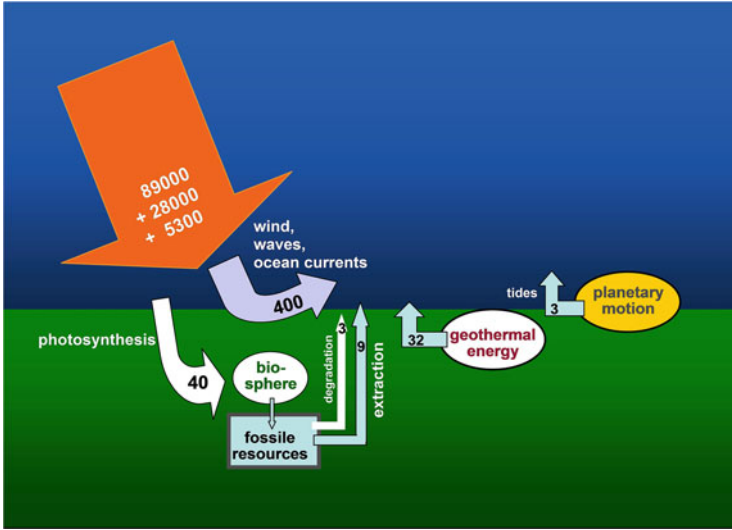 89000
+ 28000
+ 5300
wind,
waves,
ocean currents
400
photosynthesis
40
bio-
sphere
fossile
resources
degradation
3
9
extraction
32
geothermal
energy
tides
3
planetary
motion